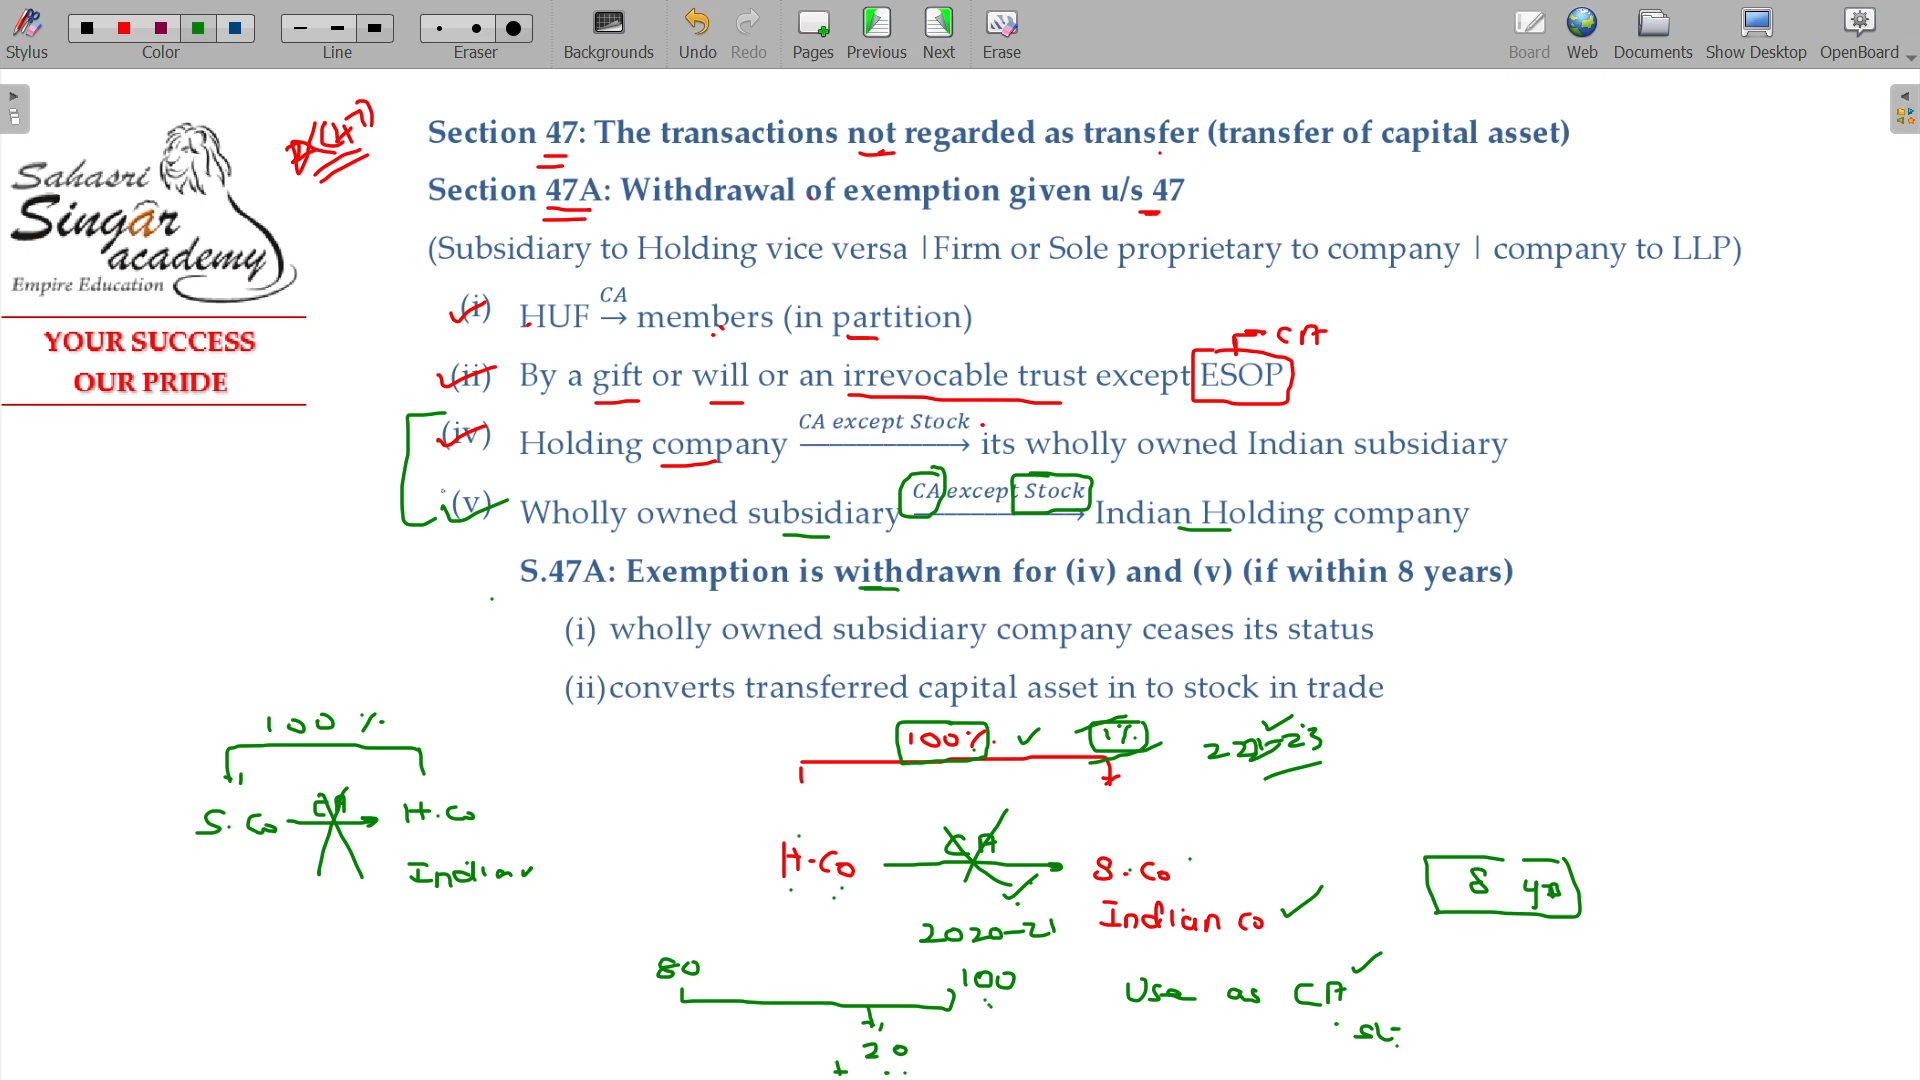 Stylus
Color
Line
Eraser
Backgrounds
Undo
Redo
Pages
Previous
Next
Erase
Board
Web
Documents
Show Desktop
OpenBoard
Sahasri
Singar
academy
Empire Education
YOUR SUCCESS
OUR PRIDE
Section 47: The transactions not regarded as transfer (transfer of capital asset)
Section 47A: Withdrawal of exemption given u/s 47
(Subsidiary to Holding vice versa |Firm or Sole proprietary to company | company to LLP)
(i) HUF CA → members (in partition)
CA
(ii) By a gift or will or an irrevocable trust except ESOP
(iv) Holding company CA except Stock → its wholly owned Indian subsidiary
(v) Wholly owned subsidiary CA except Stock → Indian Holding company
S.47A: Exemption is withdrawn for (iv) and (v) (if within 8 years)
(i) wholly owned subsidiary company ceases its status
(ii) converts transferred capital asset in to stock in trade
100 %
100% ✓ 1%
S.Co CA → H.Co
Indian
H-Co CA → S.Co
Indian Co ✓
2020-21
8
80
100
Use as CA ✓
20